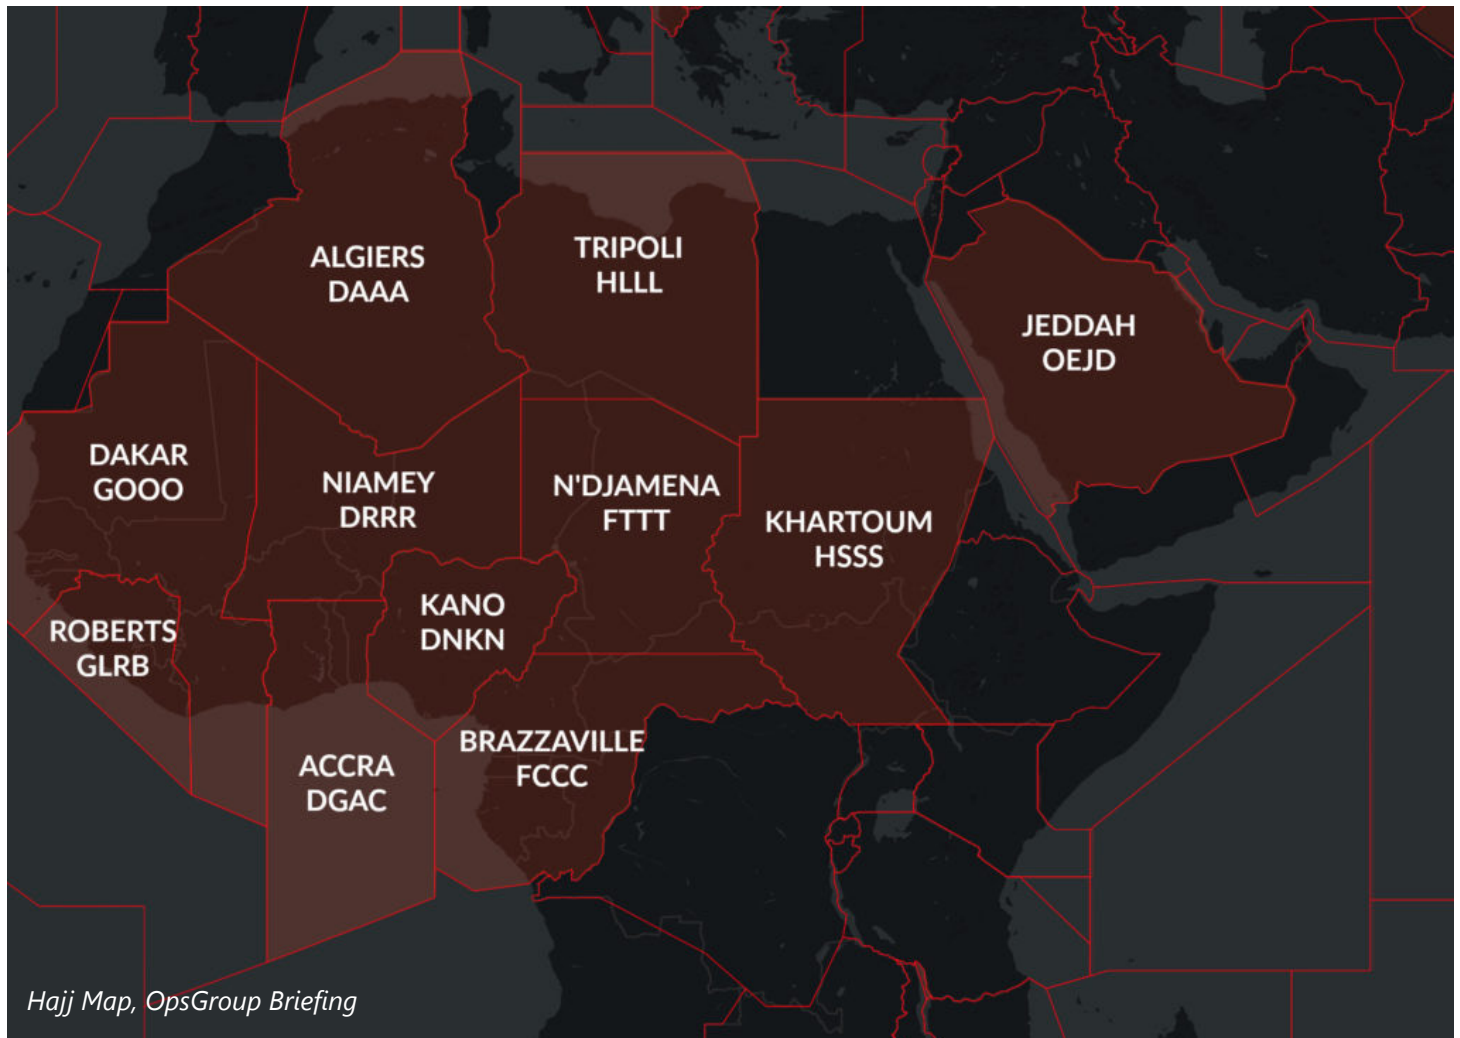 ALGIERS
DAAA
TRIPOLI
HLLL
JEDDAH
OEJD
DAKAR
GOOO
NIAMEY
DRRR
N'DJAMENA
FTTT
KHARTOUM
HSSS
KANO
DNKN
ROBERTS
GLRB
BRAZZAVILLE
FCCC
ACCRA
DGAC
Hajj Map, OpsGroup Briefing